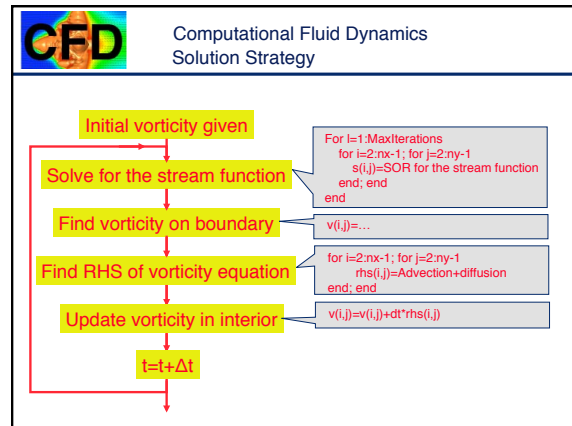 CFD
Computational Fluid Dynamics
Solution Strategy
Initial vorticity given
Solve for the stream function
For l=1:MaxIterations
for i=2:nx-1; for j=2:ny-1
s(i,j)=SOR for the stream function
end; end
end
Find vorticity on boundary
v(i,j)=…
Find RHS of vorticity equation
for i=2:nx-1; for j=2:ny-1
rhs(i,j)=Advection+diffusion
end; end
Update vorticity in interior
v(i,j)=v(i,j)+dt*rhs(i,j)
t=t+Δt